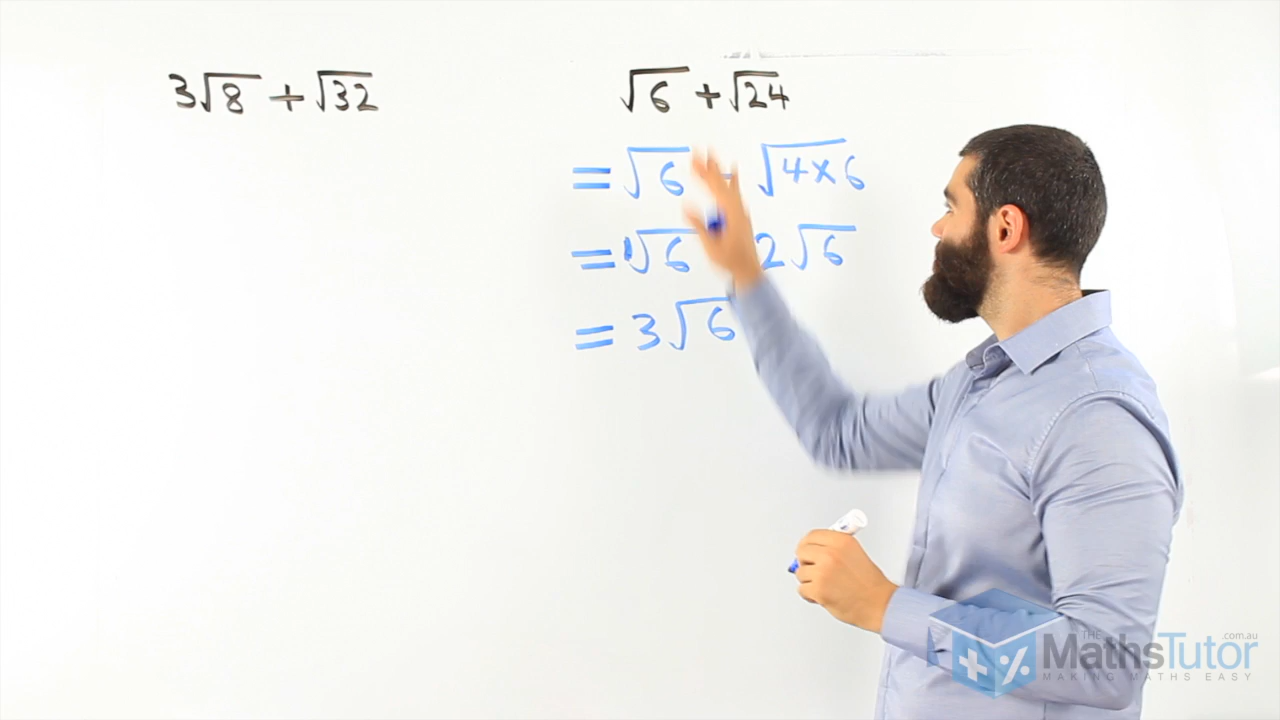 3√8 + √32
√6 + √24
= √6 + √4×6
= 1√6 2√6
= 3√6
THE MathsTutor .com.au
MAKING MATHS EASY